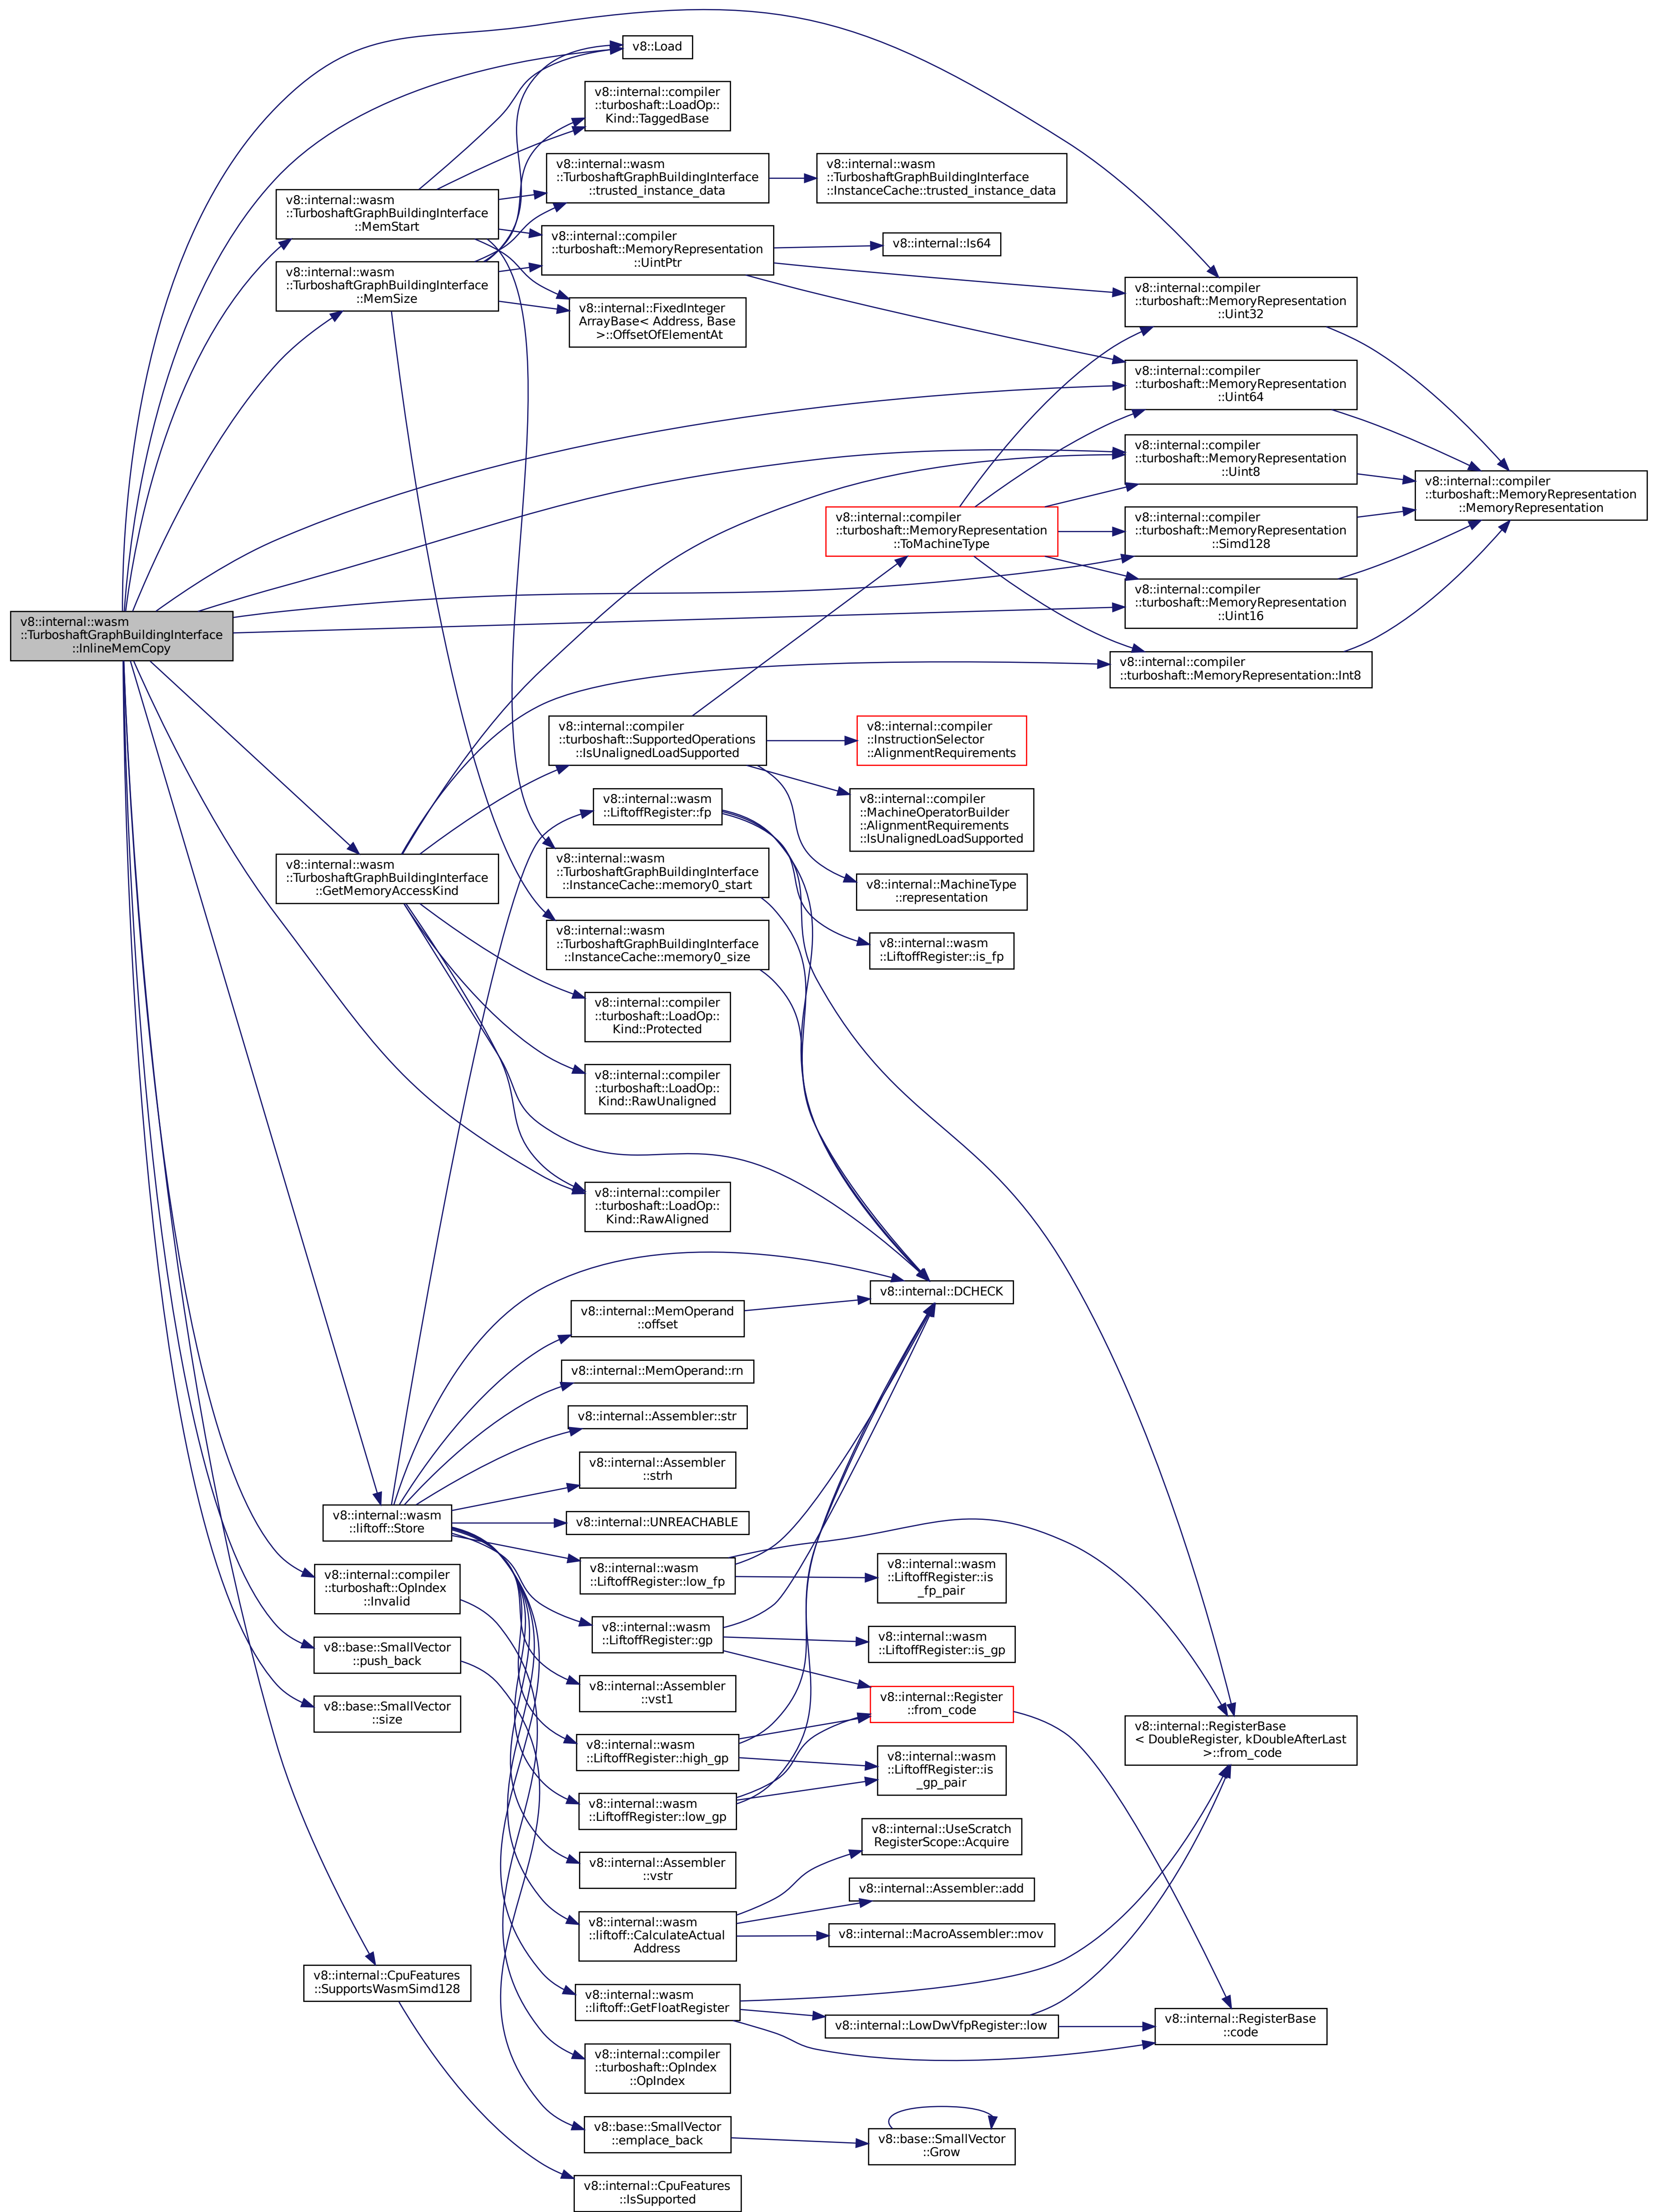 v8::Load
v8::internal::compiler
::turboshaft::LoadOp::
Kind::TaggedBase
v8::internal::wasm
::TurboshaftGraphBuildingInterface
::trusted_instance_data
v8::internal::wasm
::TurboshaftGraphBuildingInterface
::InstanceCache::trusted_instance_data
v8::internal::wasm
::TurboshaftGraphBuildingInterface
::MemStart
v8::internal::compiler
::turboshaft::MemoryRepresentation
::UintPtr
v8::internal::Is64
v8::internal::wasm
::TurboshaftGraphBuildingInterface
::MemSize
v8::internal::FixedInteger
ArrayBase< Address, Base
>::OffsetOfElementAt
v8::internal::compiler
::turboshaft::MemoryRepresentation
::Uint32
v8::internal::compiler
::turboshaft::MemoryRepresentation
::Uint64
v8::internal::compiler
::turboshaft::MemoryRepresentation
::Uint8
v8::internal::compiler
::turboshaft::MemoryRepresentation
::MemoryRepresentation
v8::internal::compiler
::turboshaft::MemoryRepresentation
::ToMachineType
v8::internal::compiler
::turboshaft::MemoryRepresentation
::Simd128
v8::internal::compiler
::turboshaft::MemoryRepresentation
::Uint16
v8::internal::wasm
::TurboshaftGraphBuildingInterface
::InlineMemCopy
v8::internal::compiler
::turboshaft::MemoryRepresentation::Int8
v8::internal::compiler
::turboshaft::SupportedOperations
::IsUnalignedLoadSupported
v8::internal::compiler
::InstructionSelector
::AlignmentRequirements
v8::internal::wasm
::LiftoffRegister::fp
v8::internal::compiler
::MachineOperatorBuilder
::AlignmentRequirements
::IsUnalignedLoadSupported
v8::internal::wasm
::TurboshaftGraphBuildingInterface
::GetMemoryAccessKind
v8::internal::wasm
::TurboshaftGraphBuildingInterface
::InstanceCache::memory0_start
v8::internal::MachineType
::representation
v8::internal::wasm
::TurboshaftGraphBuildingInterface
::InstanceCache::memory0_size
v8::internal::wasm
::LiftoffRegister::is_fp
v8::internal::compiler
::turboshaft::LoadOp::
Kind::Protected
v8::internal::compiler
::turboshaft::LoadOp::
Kind::RawUnaligned
v8::internal::compiler
::turboshaft::LoadOp::
Kind::RawAligned
v8::internal::DCHECK
v8::internal::MemOperand
::offset
v8::internal::MemOperand::rn
v8::internal::Assembler::str
v8::internal::Assembler
::strh
v8::internal::wasm
::liftoff::Store
v8::internal::UNREACHABLE
v8::internal::wasm
::LiftoffRegister::low_fp
v8::internal::wasm
::LiftoffRegister::is
_fp_pair
v8::internal::compiler
::turboshaft::OpIndex
::Invalid
v8::internal::wasm
::LiftoffRegister::gp
v8::internal::wasm
::LiftoffRegister::is_gp
v8::base::SmallVector
::push_back
v8::internal::Assembler
::vst1
v8::internal::Register
::from_code
v8::base::SmallVector
::size
v8::internal::RegisterBase
< DoubleRegister, kDoubleAfterLast
>::from_code
v8::internal::wasm
::LiftoffRegister::high_gp
v8::internal::wasm
::LiftoffRegister::is
_gp_pair
v8::internal::wasm
::LiftoffRegister::low_gp
v8::internal::UseScratch
RegisterScope::Acquire
v8::internal::Assembler
::vstr
v8::internal::Assembler::add
v8::internal::wasm
::liftoff::CalculateActual
Address
v8::internal::MacroAssembler::mov
v8::internal::CpuFeatures
::SupportsWasmSimd128
v8::internal::wasm
::liftoff::GetFloatRegister
v8::internal::LowDwVfpRegister::low
v8::internal::RegisterBase
::code
v8::internal::compiler
::turboshaft::OpIndex
::OpIndex
v8::base::SmallVector
::emplace_back
v8::base::SmallVector
::Grow
v8::internal::CpuFeatures
::IsSupported